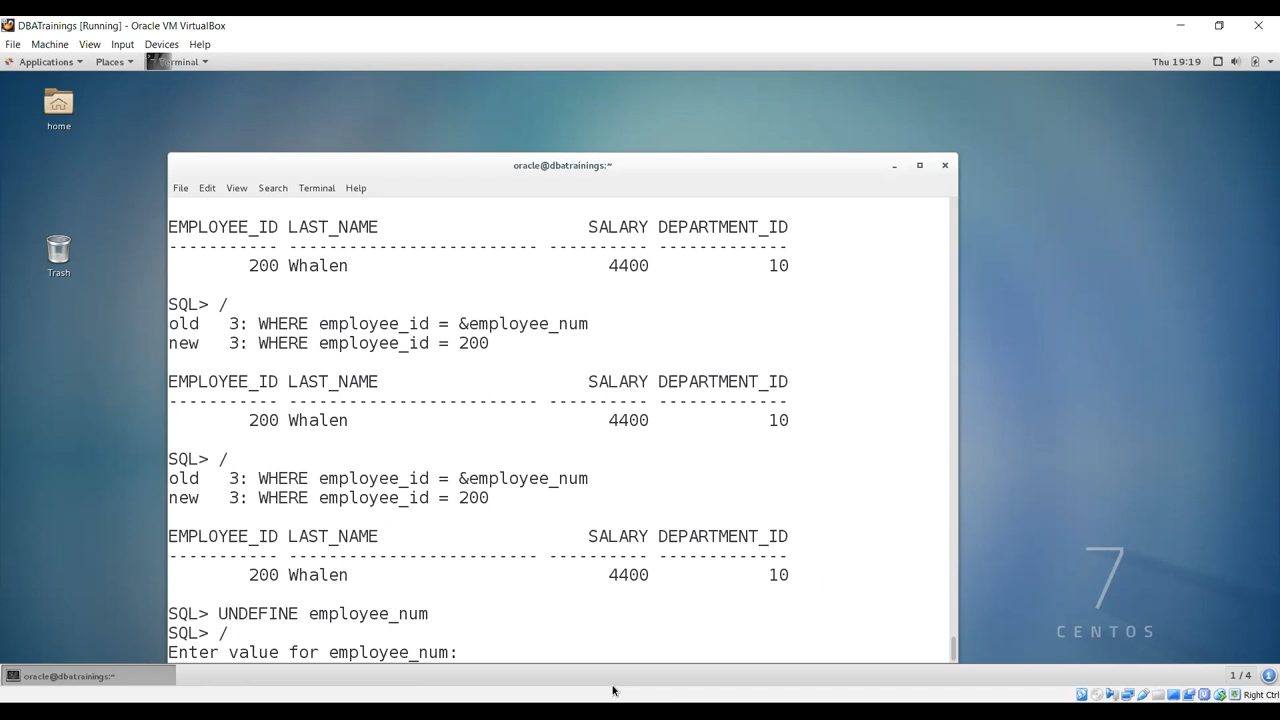 DBATrainings [Running] - Oracle VM VirtualBox
File Machine View Input Devices Help
Applications Places Terminal Thu 19:19
home
Trash
oracle@dbatrainings:~
File Edit View Search Terminal Help
EMPLOYEE_ID LAST_NAME                     SALARY DEPARTMENT_ID
----------- ------------------------- ---------- -------------
        200 Whalen                          4400            10
SQL> /
old   3: WHERE employee_id = &employee_num
new   3: WHERE employee_id = 200
EMPLOYEE_ID LAST_NAME                     SALARY DEPARTMENT_ID
----------- ------------------------- ---------- -------------
        200 Whalen                          4400            10
SQL> /
old   3: WHERE employee_id = &employee_num
new   3: WHERE employee_id = 200
EMPLOYEE_ID LAST_NAME                     SALARY DEPARTMENT_ID
----------- ------------------------- ---------- -------------
        200 Whalen                          4400            10
SQL> UNDEFINE employee_num
SQL> /
Enter value for employee_num:
7
CENTOS
oracle@dbatrainings:~ 1 / 4
Right Ctrl